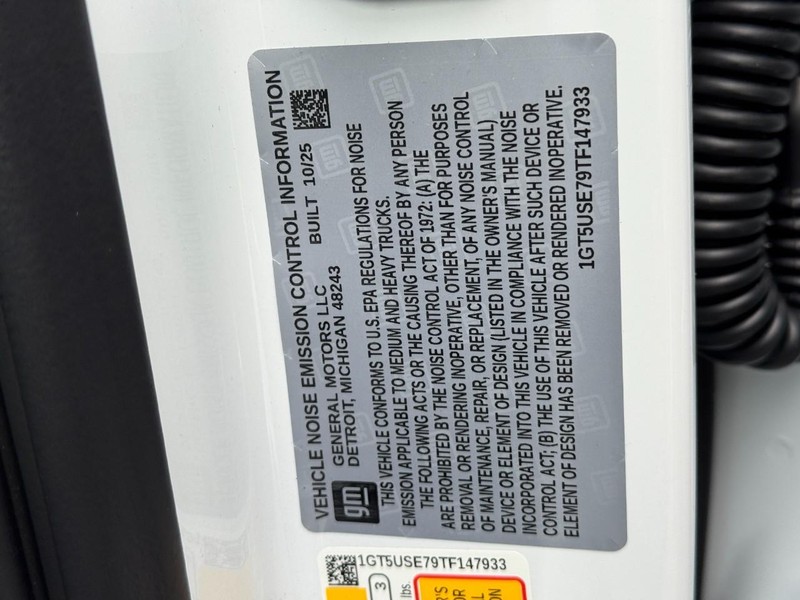 VEHICLE NOISE EMISSION CONTROL INFORMATION
gm
GENERAL MOTORS LLC BUILT 10/25
DETROIT, MICHIGAN 48243
THIS VEHICLE CONFORMS TO U.S. EPA REGULATIONS FOR NOISE
EMISSION APPLICABLE TO MEDIUM AND HEAVY TRUCKS.
THE FOLLOWING ACTS OR THE CAUSING THEREOF BY ANY PERSON
ARE PROHIBITED BY THE NOISE CONTROL ACT OF 1972: (A) THE
REMOVAL OR RENDERING INOPERATIVE, OTHER THAN FOR PURPOSES
OF MAINTENANCE, REPAIR, OR REPLACEMENT, OF ANY NOISE CONTROL
DEVICE OR ELEMENT OF DESIGN (LISTED IN THE OWNER'S MANUAL)
INCORPORATED INTO THIS VEHICLE IN COMPLIANCE WITH THE NOISE
CONTROL ACT; (B) THE USE OF THIS VEHICLE AFTER SUCH DEVICE OR
ELEMENT OF DESIGN HAS BEEN REMOVED OR RENDERED INOPERATIVE.
1GT5USE79TF147933
1GT5USE79TF147933
3
lbs.